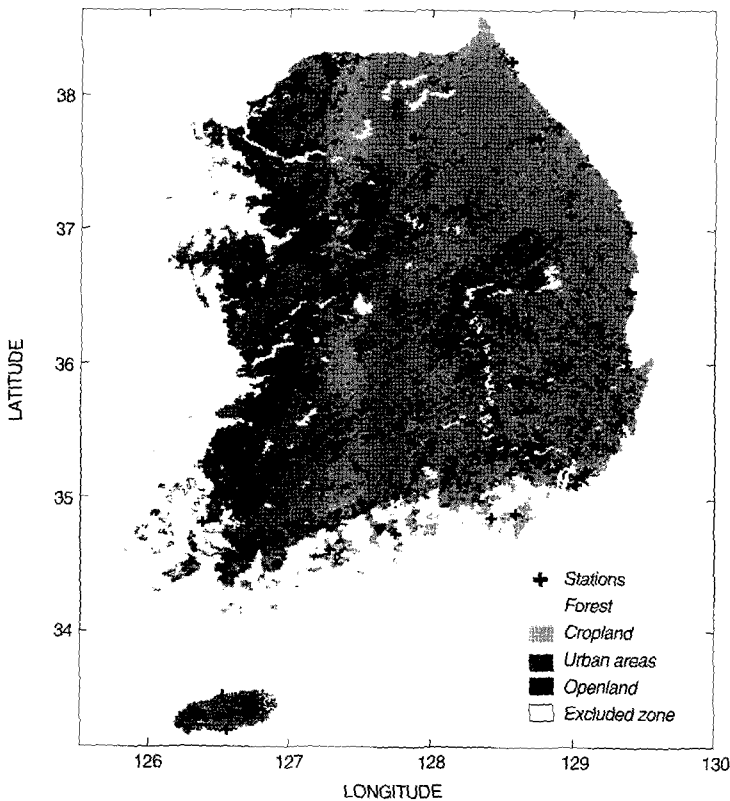 38
37
36
35
34
LATITUDE
Stations
Forest
Cropland
Urban areas
Openland
Excluded zone
126
127
128
129
130
LONGITUDE